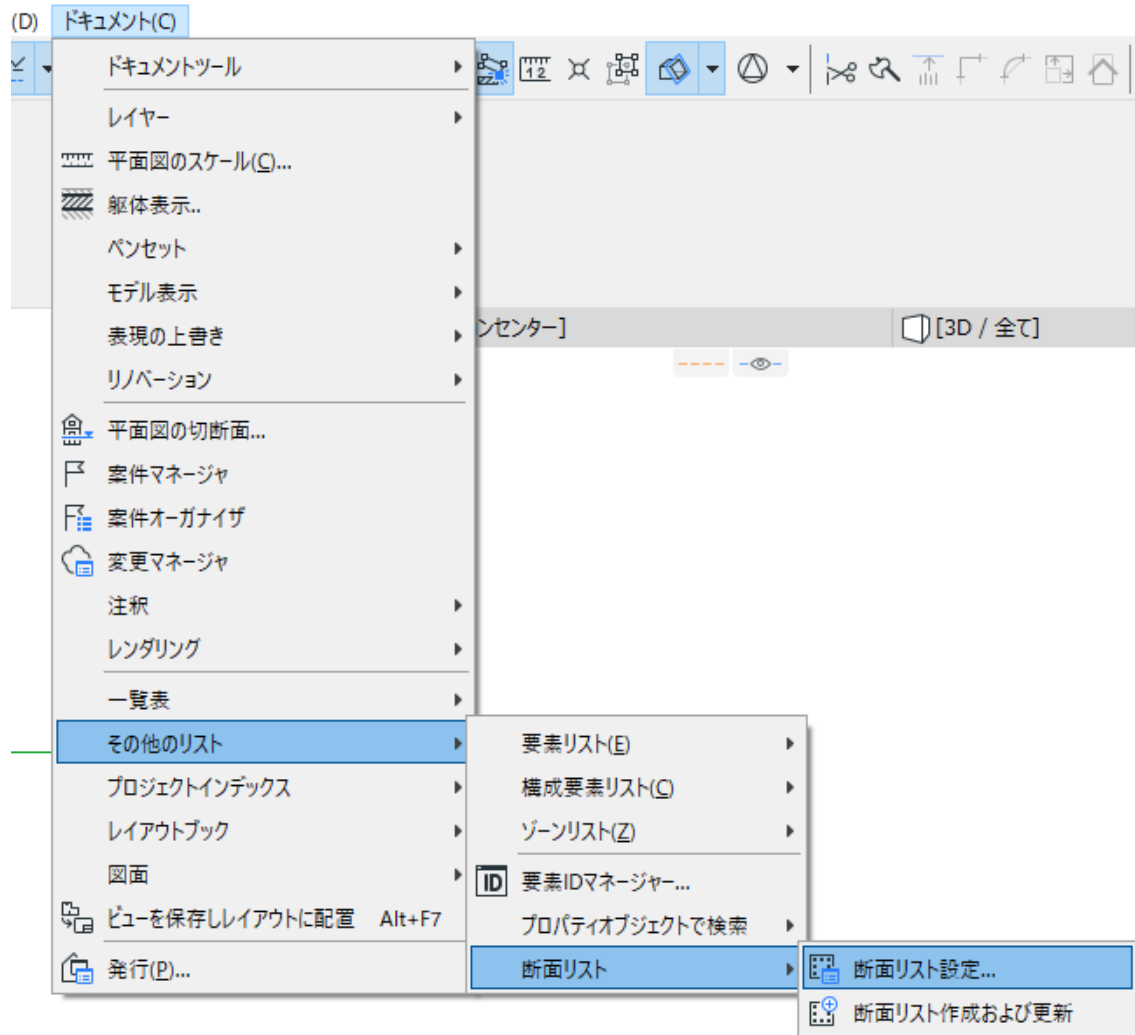 (D) ドキュメント(C)
ドキュメントツール
レイヤー
平面図のスケール(C)...
躯体表示..
ペンセット
モデル表示
表現の上書き
リノベーション
ンセンター]
[3D / 全て]
平面図の切断面...
案件マネージャ
案件オーガナイザ
変更マネージャ
注釈
レンダリング
一覧表
その他のリスト
プロジェクトインデックス
レイアウトブック
図面
ビューを保存しレイアウトに配置 Alt+F7
発行(P)...
要素リスト(E)
構成要素リスト(C)
ゾーンリスト(Z)
ID 要素IDマネージャー...
プロパティオブジェクトで検索
断面リスト
断面リスト設定...
断面リスト作成および更新